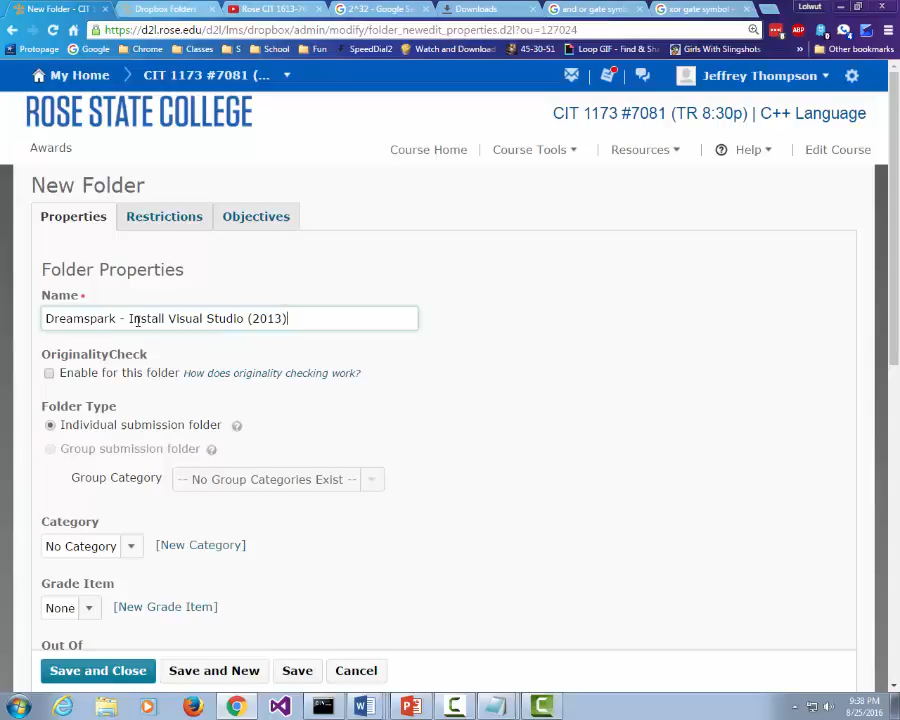 New Folder - CIT Dropbox Folders Rose CIT 1613-7 2^32 - Google Se Downloads and or gate symb xor gate symbol Lolwut
https://d2l.rose.edu/d2l/lms/dropbox/admin/modify/folder_newedit_properties.d2l?ou=127024
Protopage Google Chrome Classes S School Fun SpeedDial2 Watch and Download 45-30-51 Loop GIF - Find & Sha Girls With Slingshots » Other bookmarks
My Home CIT 1173 #7081 (... Jeffrey Thompson
ROSE STATE COLLEGE CIT 1173 #7081 (TR 8:30p) | C++ Language
Awards Course Home Course Tools Resources Help Edit Course
New Folder
Properties Restrictions Objectives
Folder Properties
Name •
Dreamspark - Install Visual Studio (2013)
OriginalityCheck
Enable for this folder How does originality checking work?
Folder Type
Individual submission folder ?
Group submission folder ?
Group Category -- No Group Categories Exist --
Category
No Category [New Category]
Grade Item
None [New Grade Item]
Out Of
Save and Close Save and New Save Cancel
9:38 PM
8/25/2016